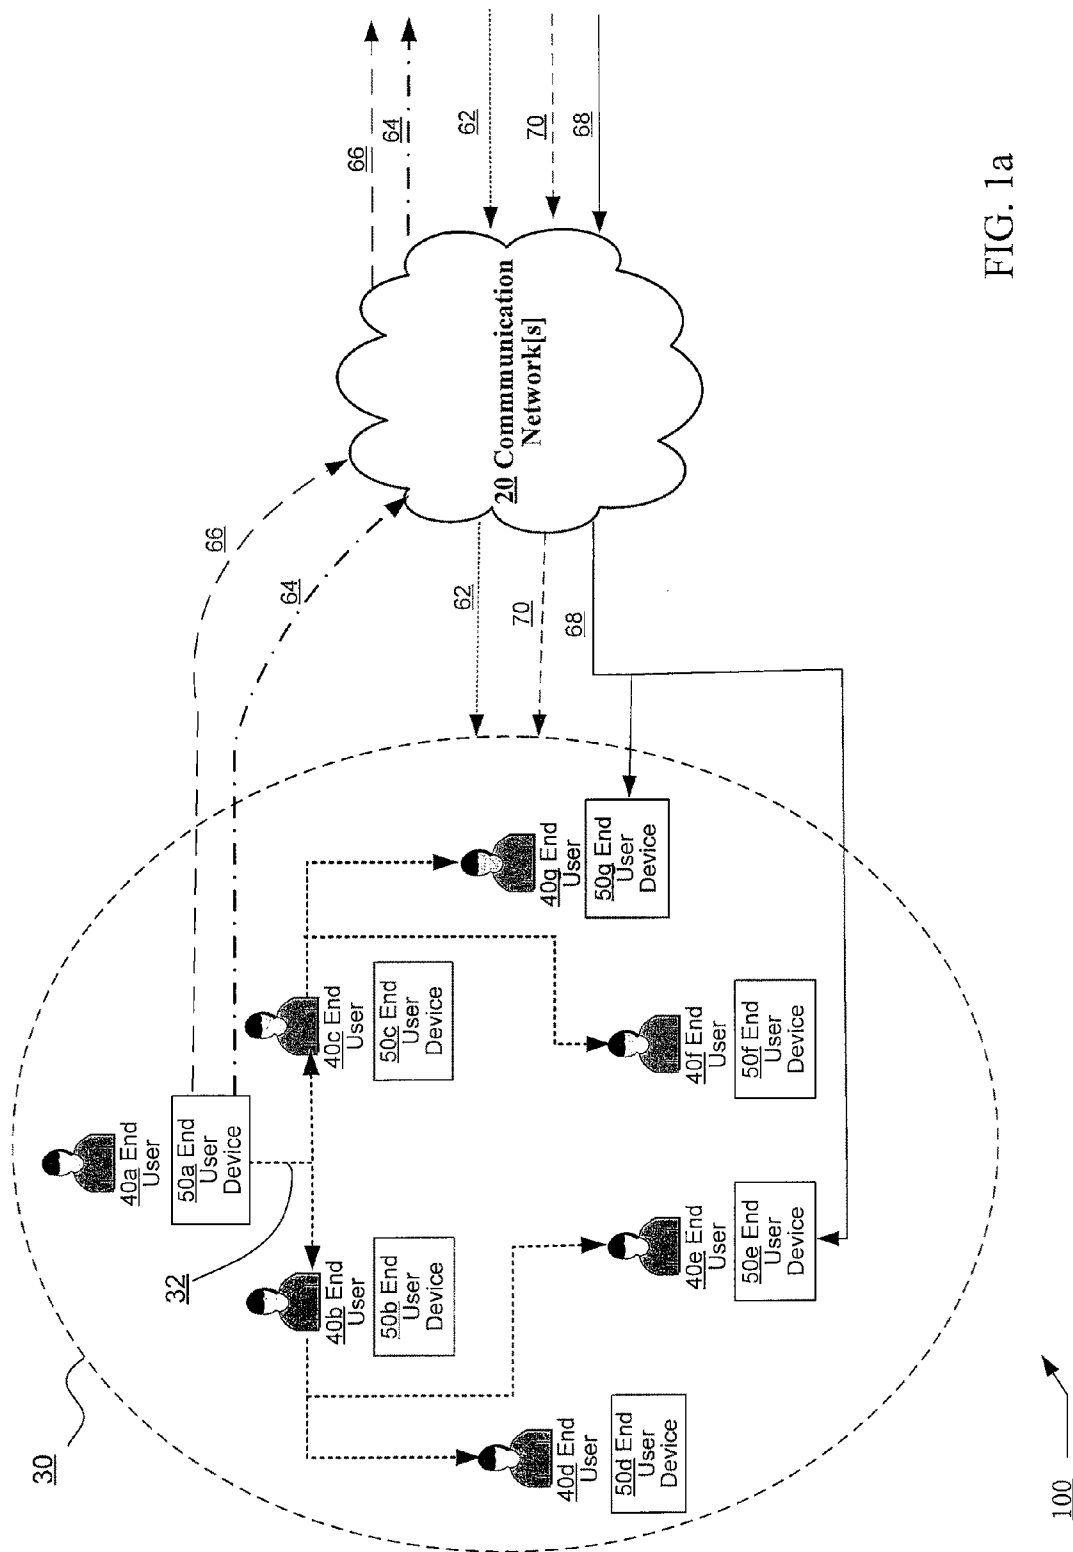 30
40a End
User
50a End
User
Device
32
66
64
66
64
40b End
User
50b End
User
Device
40c End
User
50c End
User
Device
62
70
68
20 Commmunication
Network[s]
62
70
68
40d End
User
50d End
User
Device
40e End
User
50e End
User
Device
40f End
User
50f End
User
Device
40g End
User
50g End
User
Device
100
FIG. 1a